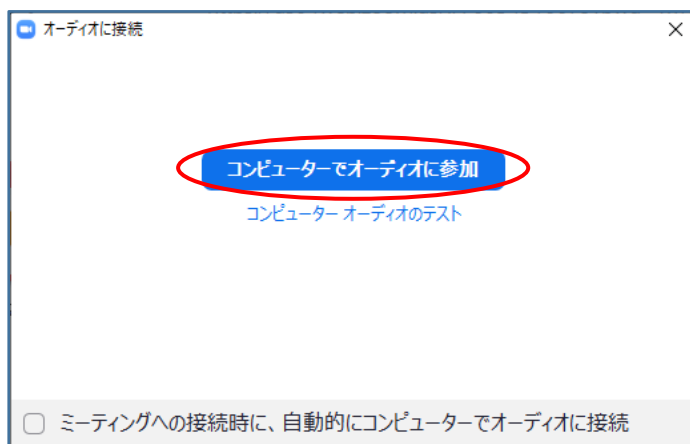 オーディオに接続
コンピューターでオーディオに参加
コンピューター オーディオのテスト
ミーティングへの接続時に、自動的にコンピューターでオーディオに接続